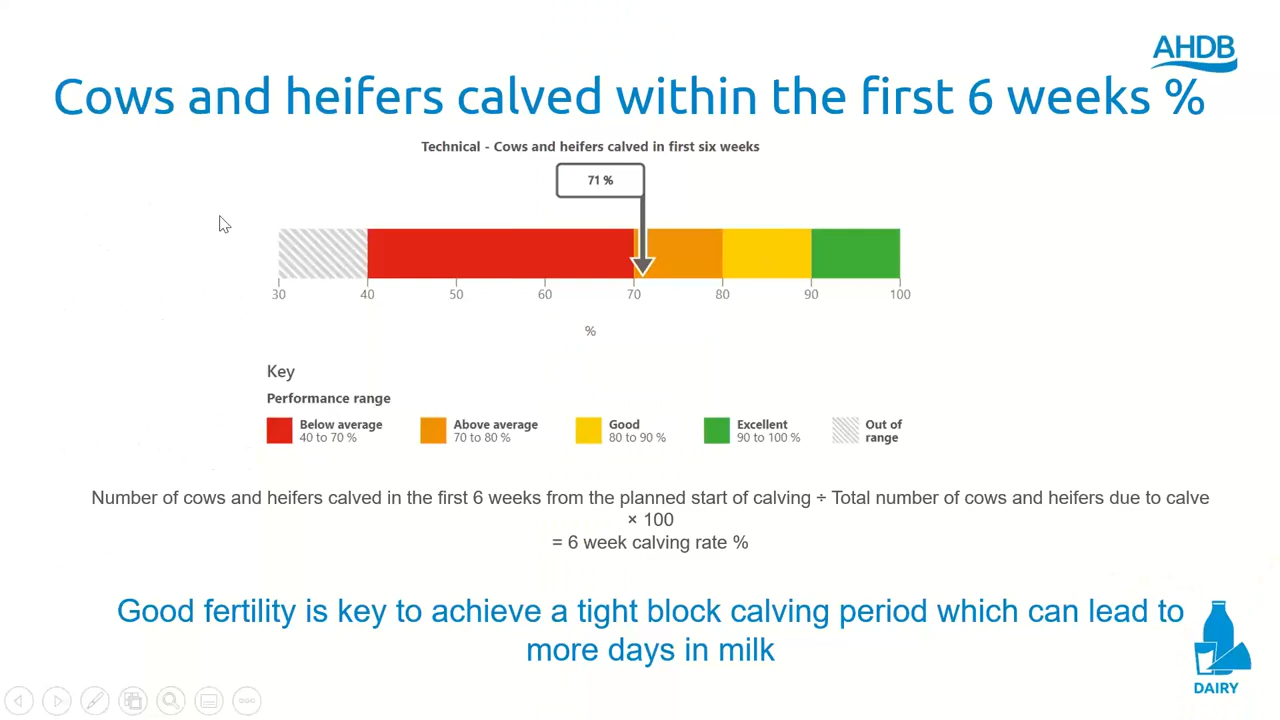 AHDB
Cows and heifers calved within the first 6 weeks %
Technical - Cows and heifers calved in first six weeks
71 %
30 40 50 60 70 80 90 100
%
Key
Performance range
Below average
40 to 70 %
Above average
70 to 80 %
Good
80 to 90 %
Excellent
90 to 100 %
Out of
range
Number of cows and heifers calved in the first 6 weeks from the planned start of calving ÷ Total number of cows and heifers due to calve
× 100
= 6 week calving rate %
Good fertility is key to achieve a tight block calving period which can lead to
more days in milk
DAIRY